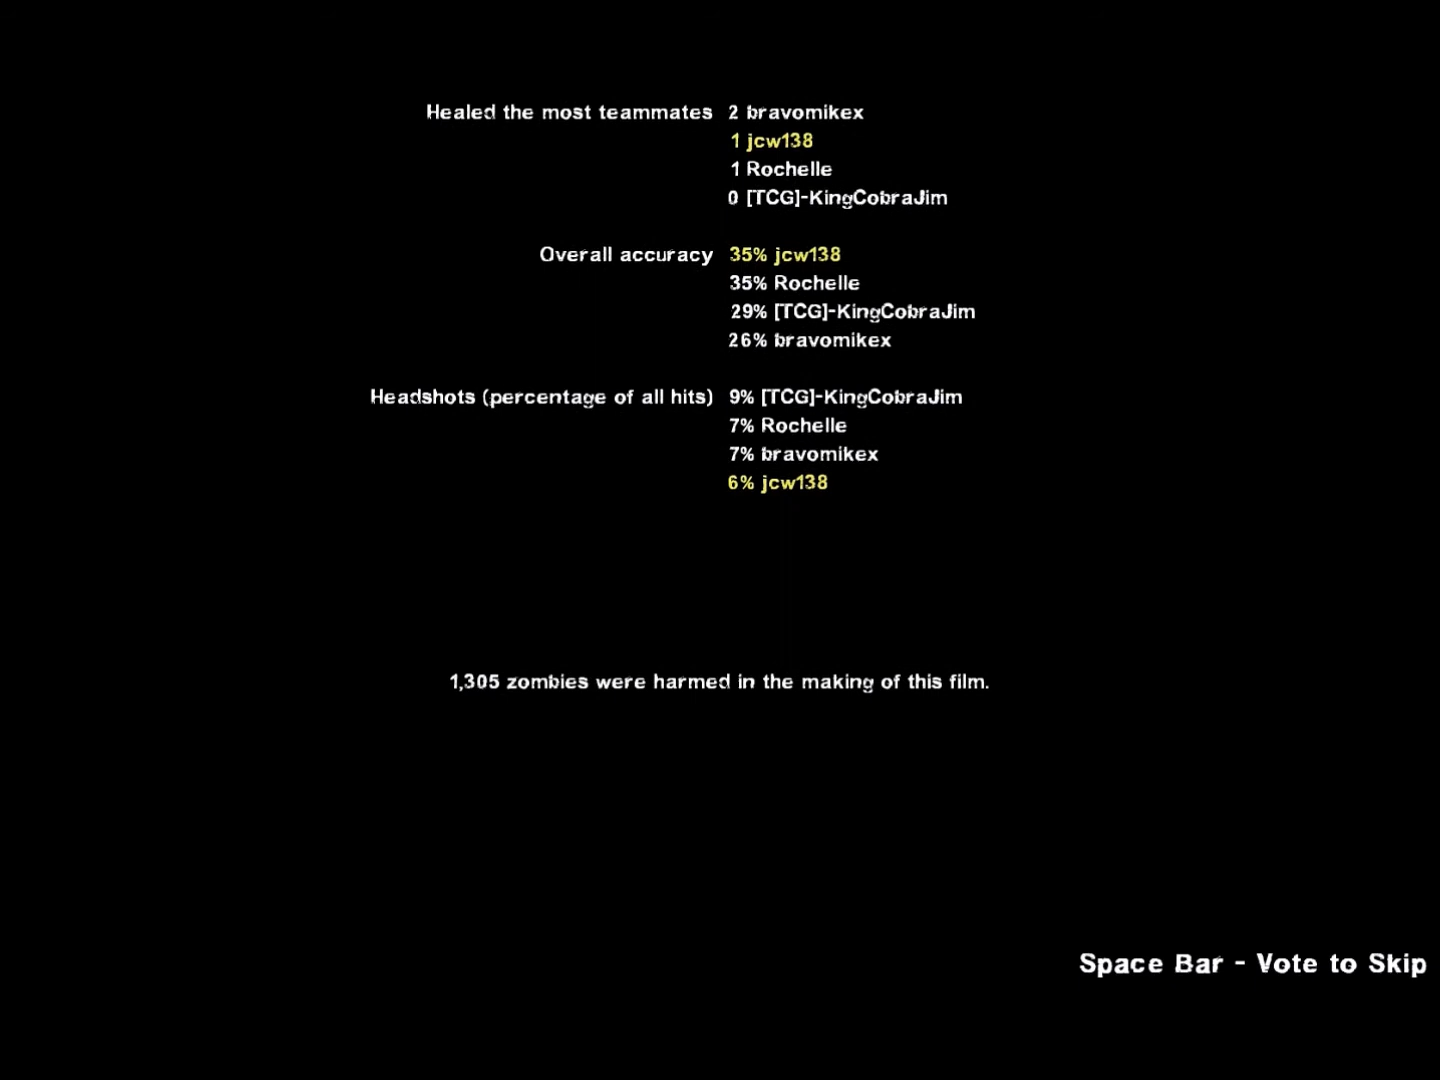 Healed the most teammates 2 bravomikex
1 jcw138
1 Rochelle
0 [TCG]-KingCobraJim
Overall accuracy 35% jcw138
35% Rochelle
29% [TCG]-KingCobraJim
26% bravomikex
Headshots (percentage of all hits) 9% [TCG]-KingCobraJim
7% Rochelle
7% bravomikex
6% jcw138
1,305 zombies were harmed in the making of this film.
Space Bar - Vote to Skip